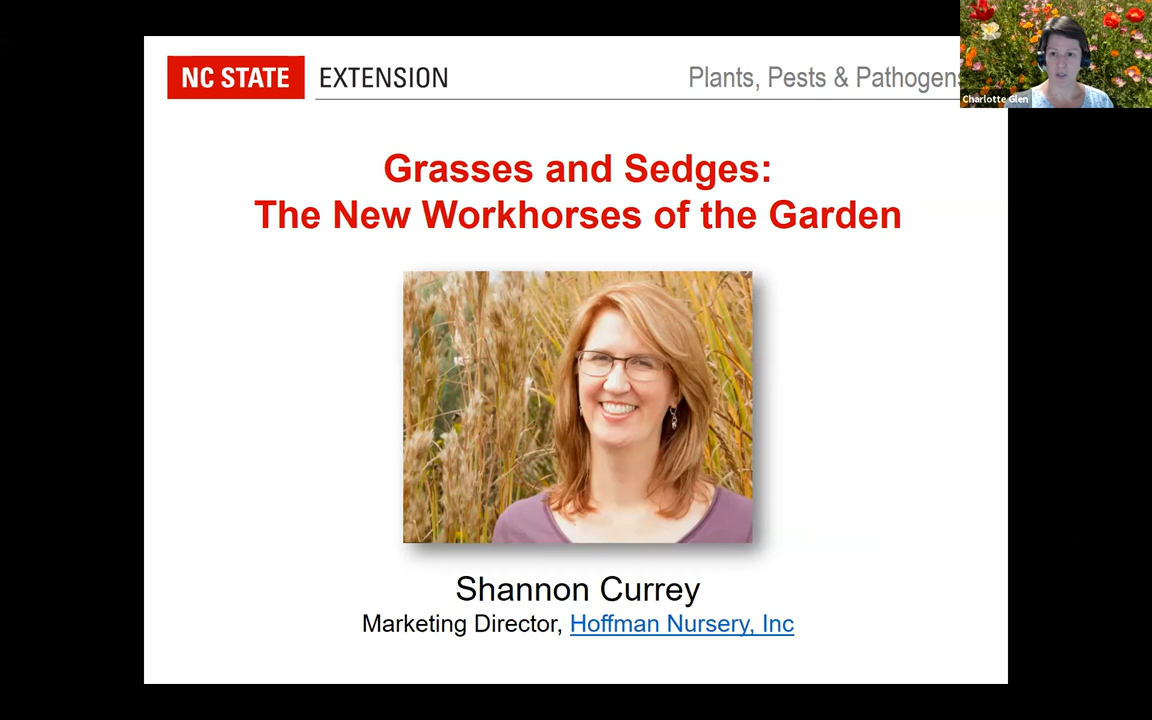 NC STATE EXTENSION
Plants, Pests & Pathogens
Charlotte Glen
Grasses and Sedges:
The New Workhorses of the Garden
Shannon Currey
Marketing Director, Hoffman Nursery, Inc